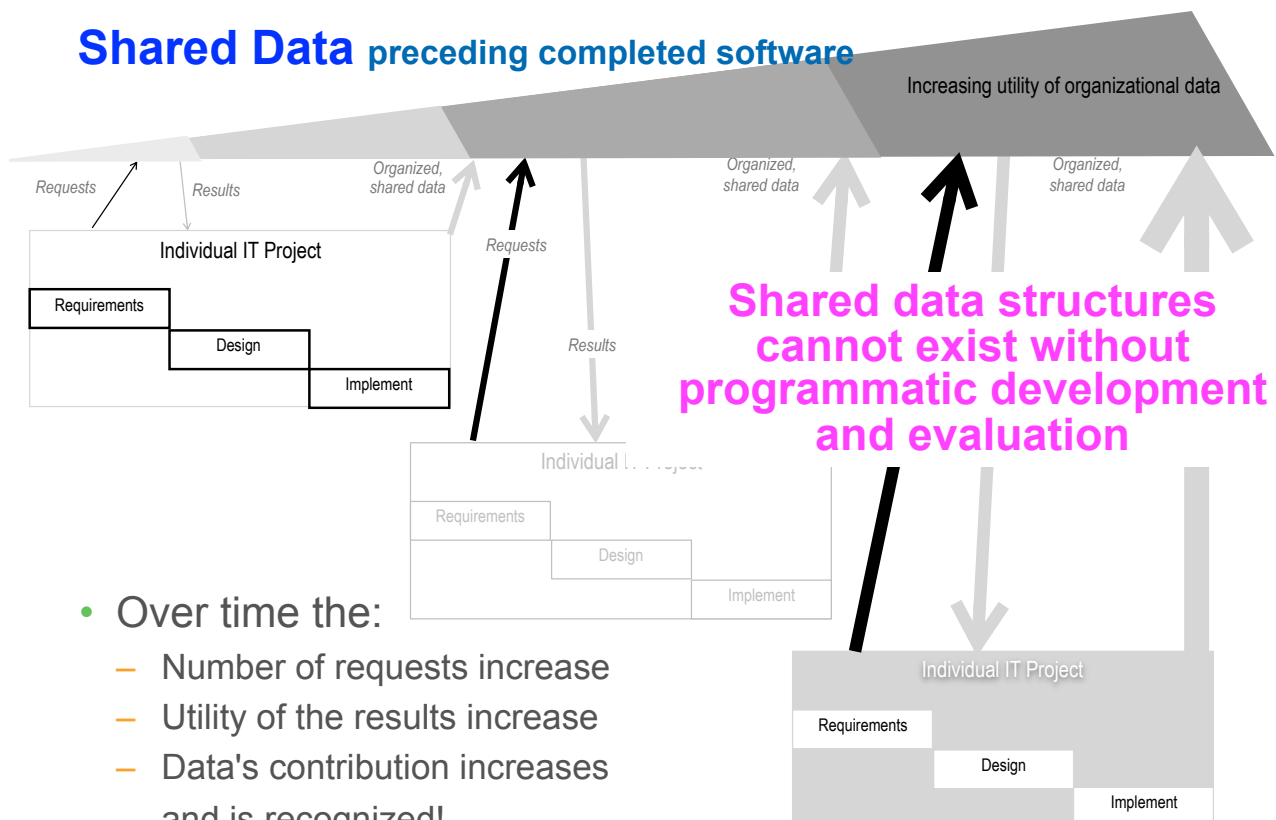 Shared Data preceding completed software
Increasing utility of organizational data
Requests
Results
Organized,
shared data
Organized,
shared data
Organized,
shared data
Individual IT Project
Requirements
Design
Implement
Requests
Results
Shared data structures
cannot exist without
programmatic development
and evaluation
Individual
Requirements
Design
Implement
• Over time the:
– Number of requests increase
– Utility of the results increase
– Data's contribution increases
and is recognized!
Individual IT Project
Requirements
Design
Implement